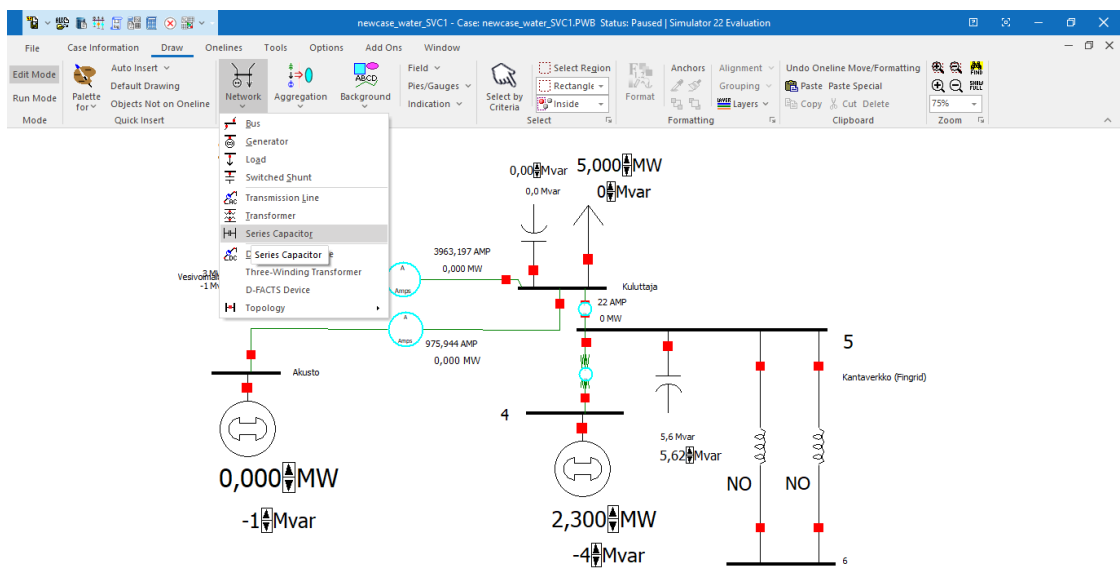 newcase_water_SVC1 - Case: newcase_water_SVC1.PWB Status: Paused | Simulator 22 Evaluation
File Case Information Draw Onelines Tools Options Add Ons Window
Edit Mode
Run Mode
Mode
Palette for
Auto Insert
Default Drawing
Objects Not on Oneline
Quick Insert
Network
Aggregation
ABCD
Background
Field
Pies/Gauges
Indication
Select by Criteria
Select Region
Rectangle
Inside
Select
Format
Anchors
Alignment
Grouping
Layers
Formatting
Undo Oneline Move/Formatting
Paste Paste Special
Copy Cut Delete
Clipboard
FIND
75%
Zoom
Bus
Generator
Load
Switched Shunt
Transmission Line
Transformer
Series Capacitor
Series Capacitor
Three-Winding Transformer
D-FACTS Device
Topology
0,00 Mvar
5,000 MW
0,0 Mvar
0 Mvar
3963,197 AMP
0,000 MW
A
Amps
Kuluttaja
22 AMP
0 MW
A
Amps
975,944 AMP
0,000 MW
Akusto
5
Kantaverkko (Fingrid)
4
5,6 Mvar
5,62 Mvar
NO
NO
0,000 MW
-1 Mvar
2,300 MW
-4 Mvar
6